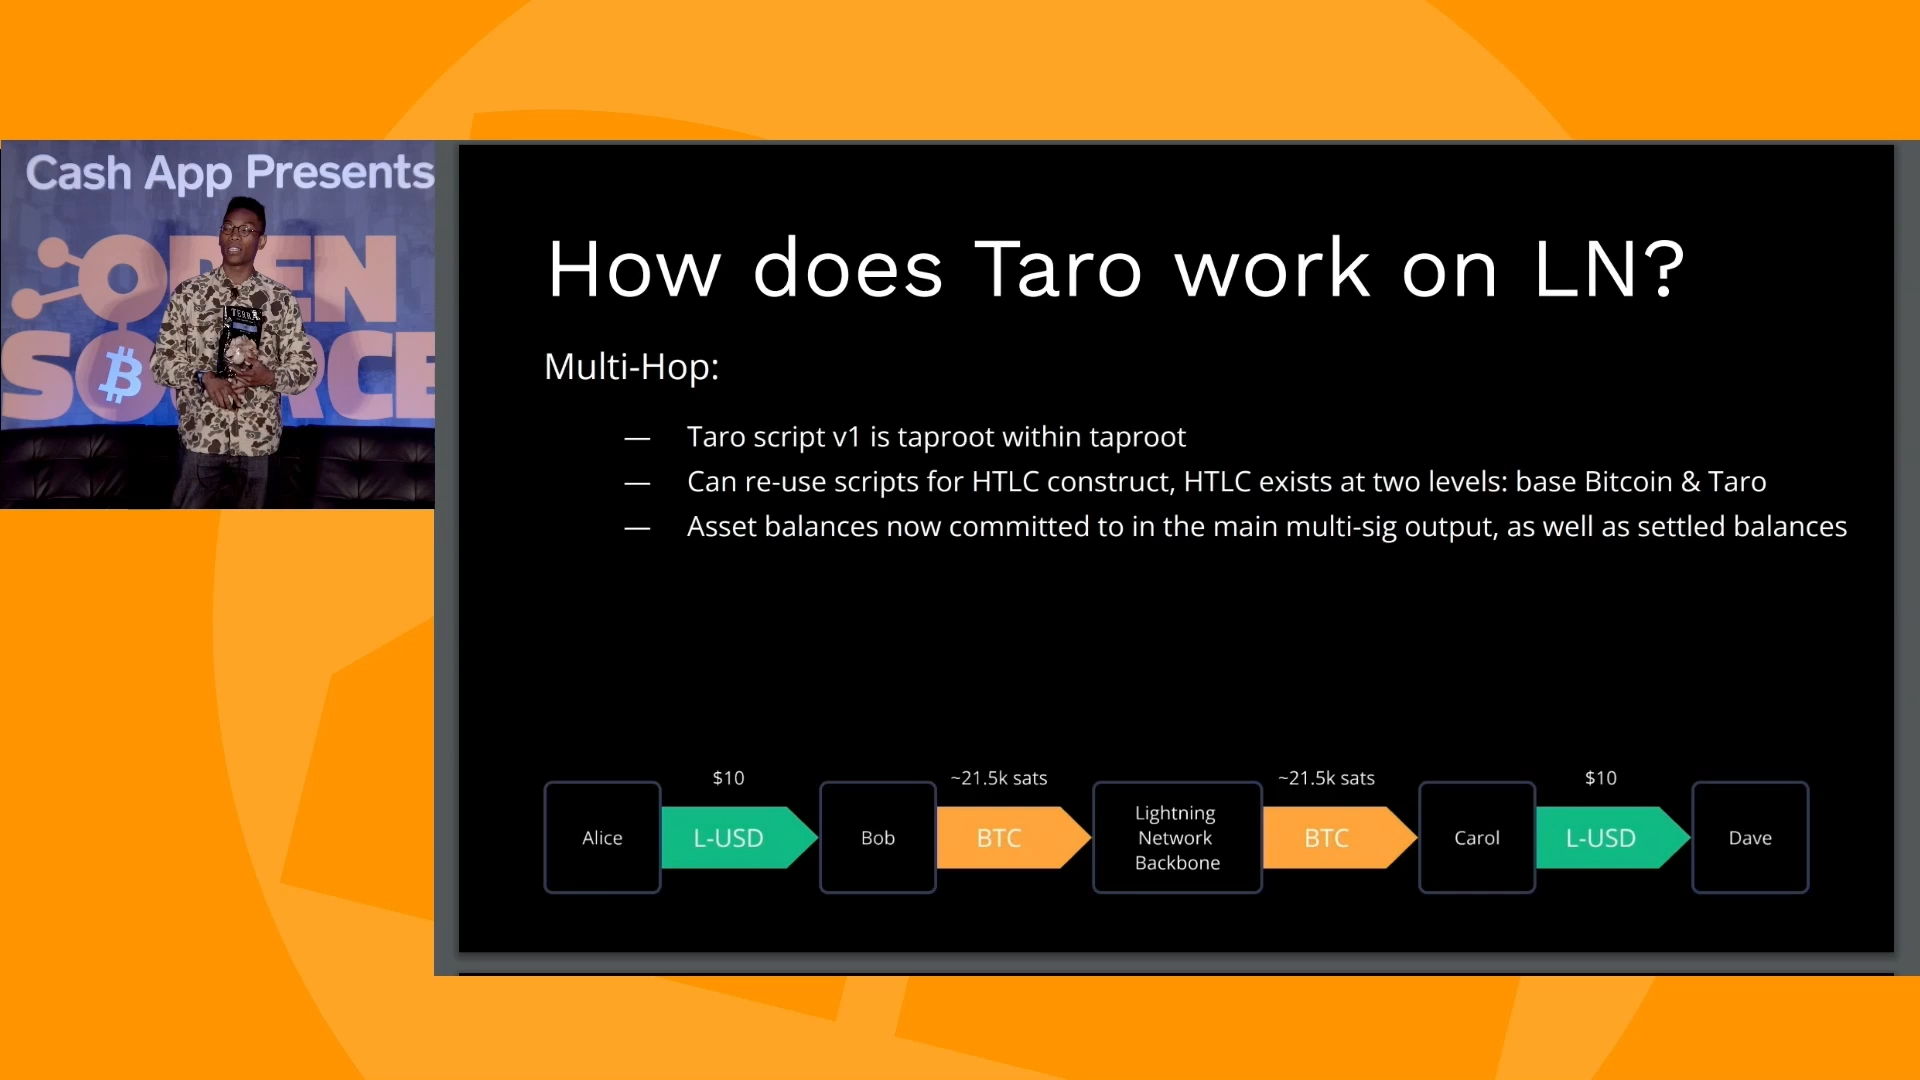 Cash App Presents
OPEN
SOURCE
TERRA
How does Taro work on LN?
Multi-Hop:
— Taro script v1 is taproot within taproot
— Can re-use scripts for HTLC construct, HTLC exists at two levels: base Bitcoin & Taro
— Asset balances now committed to in the main multi-sig output, as well as settled balances
$10
~21.5k sats
~21.5k sats
$10
Alice
L-USD
Bob
BTC
Lightning
Network
Backbone
BTC
Carol
L-USD
Dave